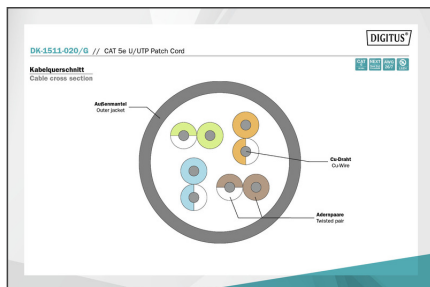 DIGITUS®
DK-1511-020/G // CAT 5e U/UTP Patch Cord
Kabelquerschnitt
Cable cross section
Außenmantel
Outer jacket
Cu-Draht
Cu-Wire
Adernpaare
Twisted pair